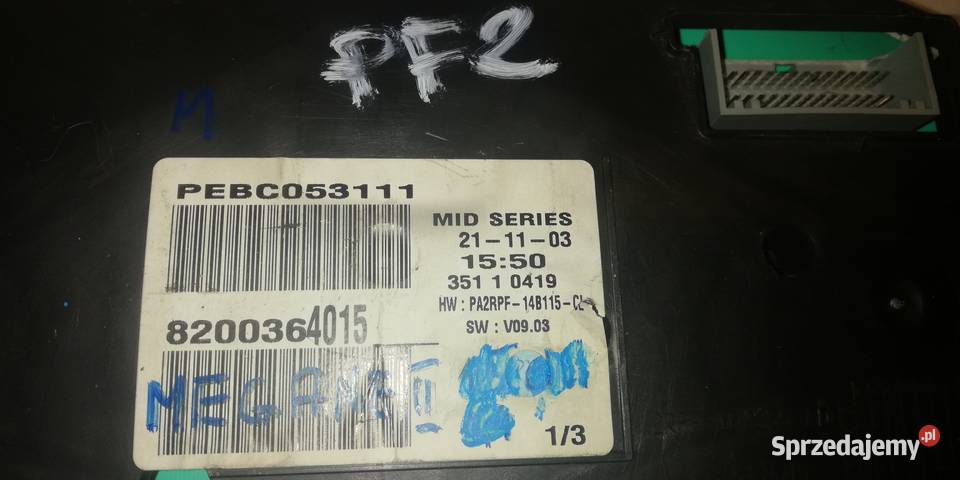 PF2
M
PEBC053111
MID SERIES
21-11-03
15:50
351 1 0419
HW : PA2RPF-14B115-CL
SW : V09.03
8200364015
MEGANE II
1/3
Sprzedajemy.pl